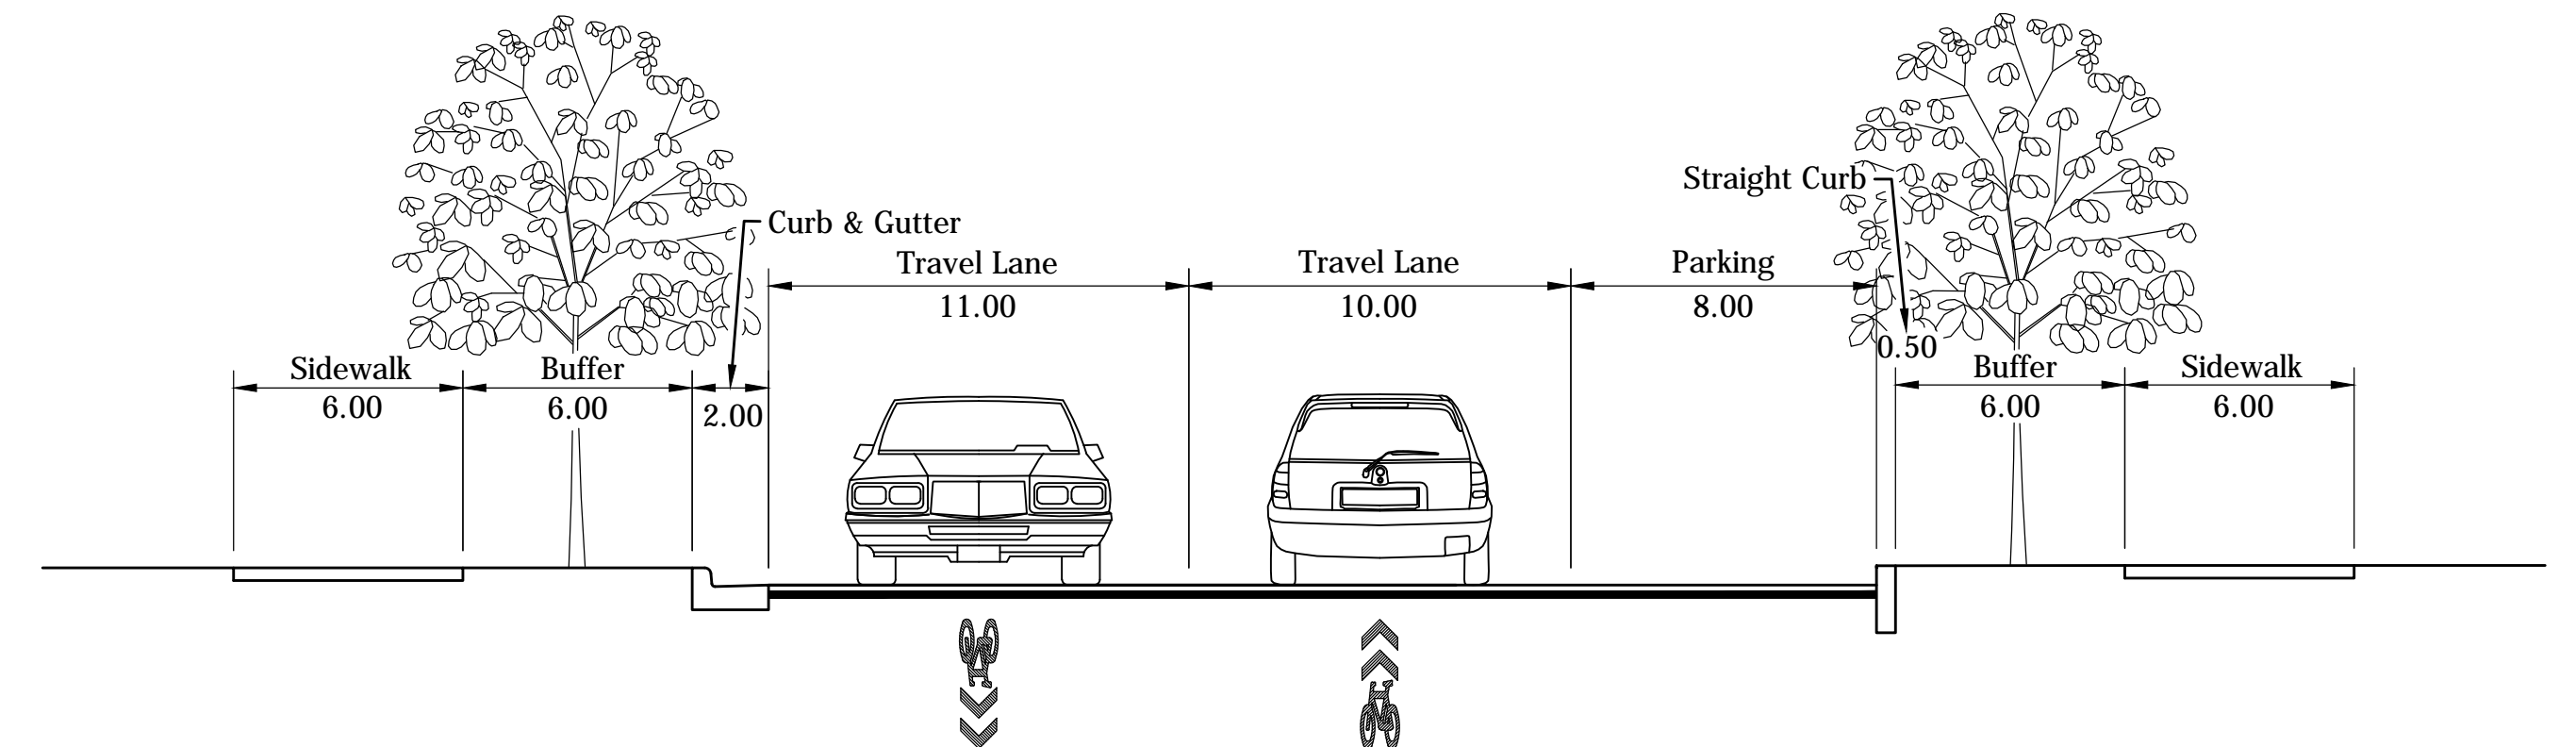 Straight Curb
Curb & Gutter
Travel Lane
11.00
Travel Lane
10.00
Parking
8.00
0.50
Sidewalk
6.00
Buffer
6.00
2.00
Buffer
6.00
Sidewalk
6.00